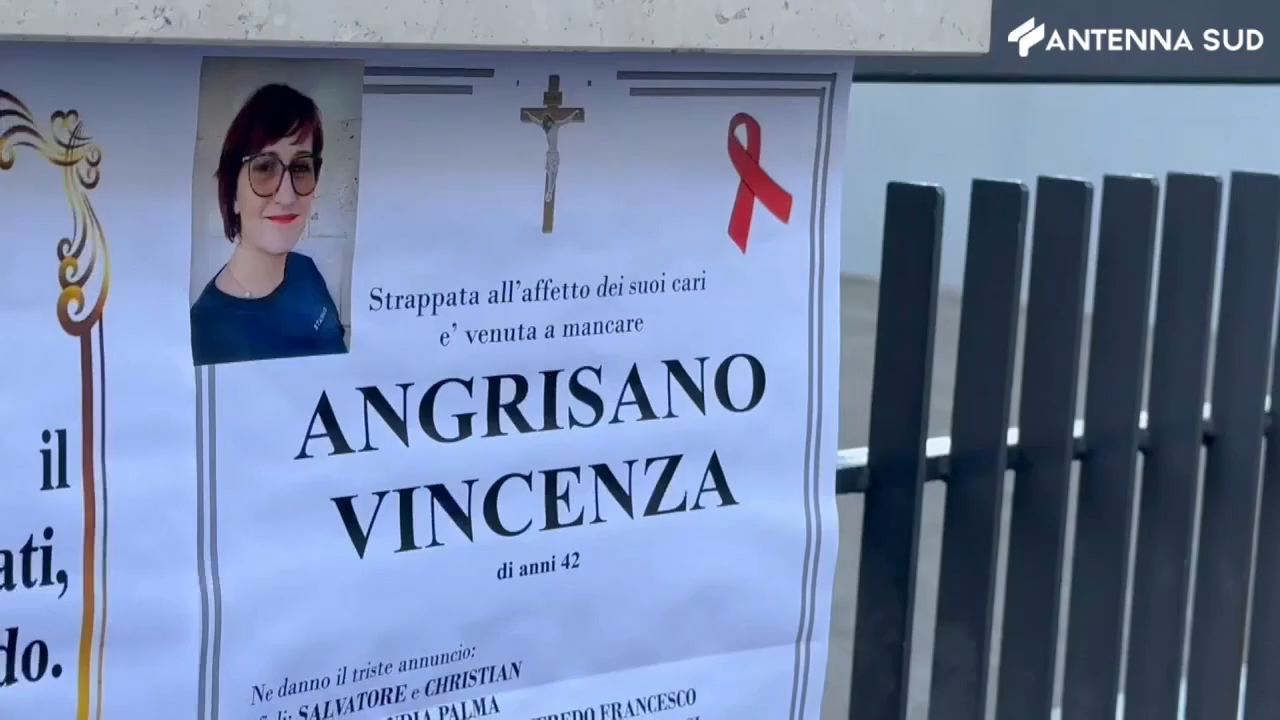 ANTENNA SUD
il
ati,
do.
Strappata all'affetto dei suoi cari
e' venuta a mancare
ANGRISANO
VINCENZA
di anni 42
Ne danno il triste annuncio:
SALVATORE e CHRISTIAN
PALMA
FRANCESCO